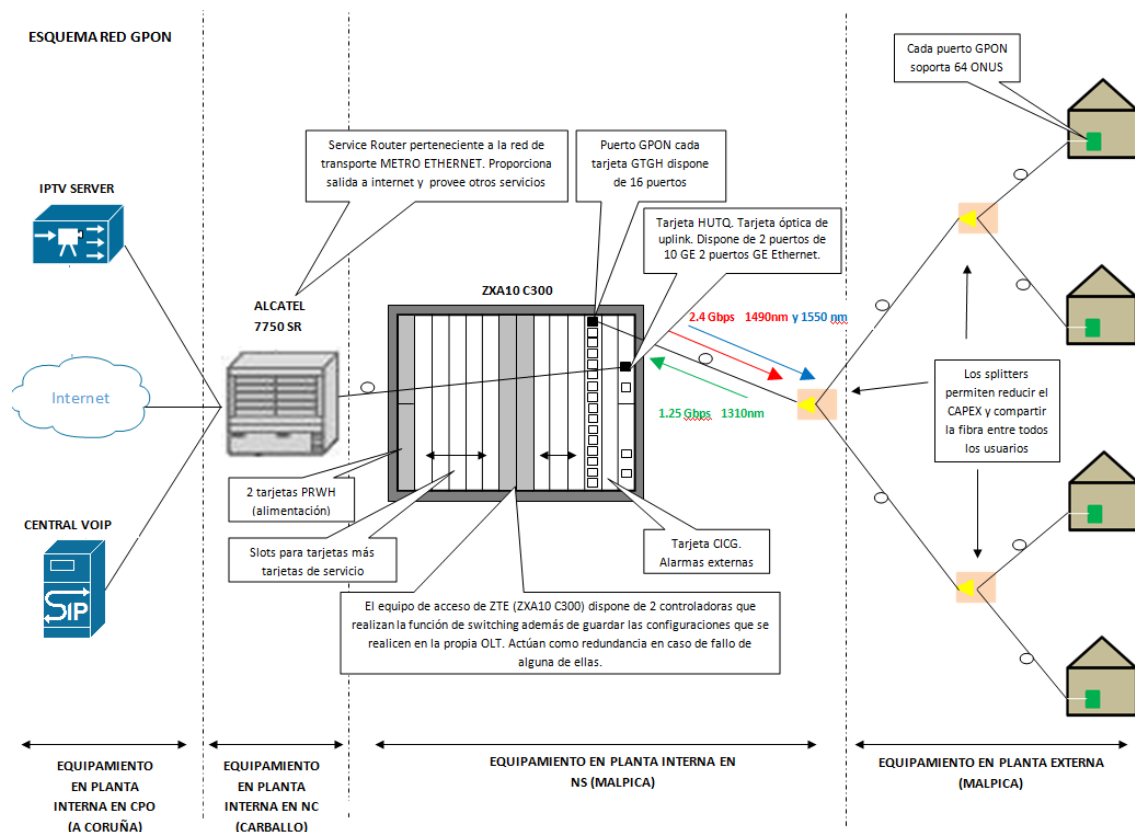 ESQUEMA RED GPON
Cada puerto GPON
soporta 64 ONUS
Service Router perteneciente a la red de
transporte METRO ETHERNET. Proporciona
salida a internet y provee otros servicios
Puerto GPON cada
tarjeta GTGH dispone
de 16 puertos
IPTV SERVER
Tarjeta HUTQ. Tarjeta óptica de
uplink. Dispone de 2 puertos de
10 GE 2 puertos GE Ethernet.
ALCATEL
7750 SR
ZXA10 C300
2.4 Gbps 1490nm y 1550 nm
Internet
1.25 Gbps 1310nm
Los splitters
permiten reducir el
CAPEX y compartir
la fibra entre todos
los usuarios
2 tarjetas PRWH
(alimentación)
CENTRAL VOIP
SIP
Slots para tarjetas más
tarjetas de servicio
Tarjeta CICG.
Alarmas externas
El equipo de acceso de ZTE (ZXA10 C300) dispone de 2 controladoras que
realizan la función de switching además de guardar las configuraciones que se
realicen en la propia OLT. Actúan como redundancia en caso de fallo de
alguna de ellas.
EQUIPAMIENTO
EN PLANTA
INTERNA EN CPO
(A CORUÑA)
EQUIPAMIENTO
EN PLANTA
INTERNA EN NC
(CARBALLO)
EQUIPAMIENTO EN PLANTA INTERNA EN
NS (MALPICA)
EQUIPAMIENTO EN PLANTA EXTERNA
(MALPICA)